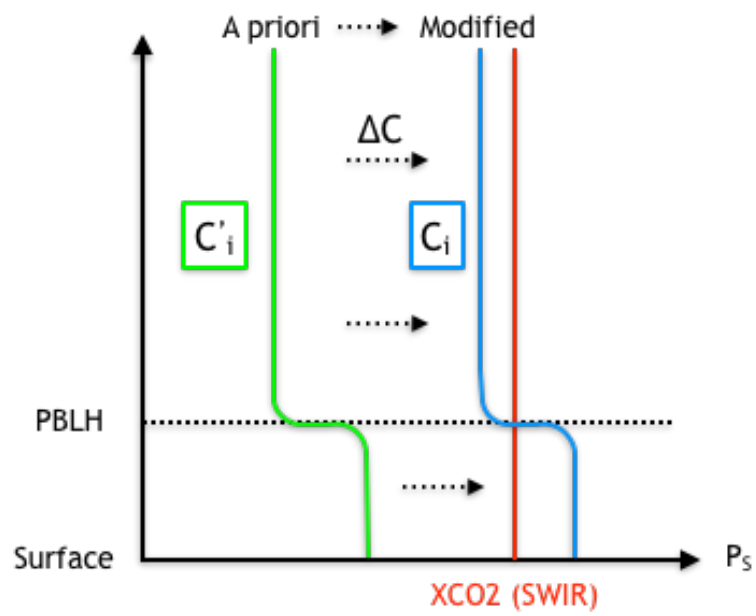 A priori Modified
ΔC
C'i
Ci
PBLH
Surface
PS
XCO2 (SWIR)